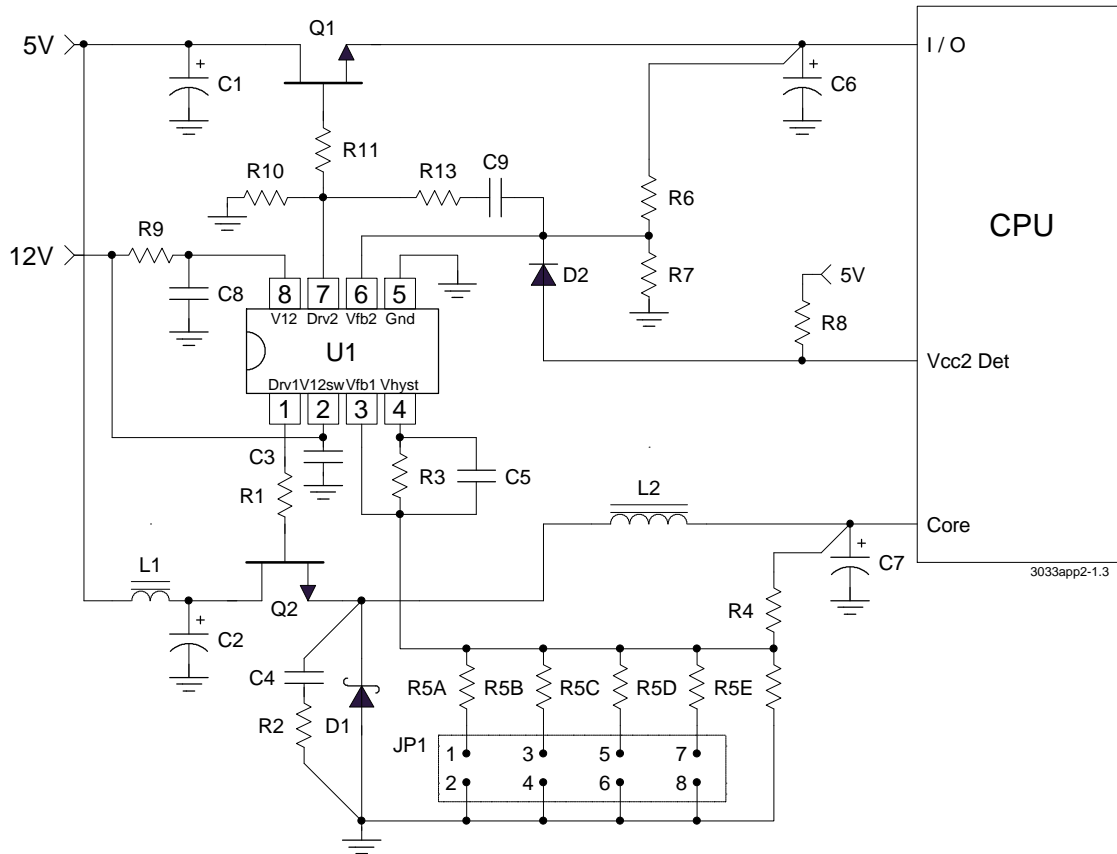 Q1
5V
I / O
C1
C6
R11
C9
R10
R13
R6
CPU
R9
12V
D2
R7
5V
C8
8
7
6
5
R8
V12
Drv2
Vfb2
Gnd
U1
Vcc2 Det
Drv1
V12sw
Vfb1
Vhyst
1
2
3
4
C3
R3
C5
R1
L2
Core
C7
3033app2-1.3
L1
Q2
R4
C2
C4
R5A
R5B
R5C
R5D
R5E
R2
D1
JP1
1
3
5
7
2
4
6
8